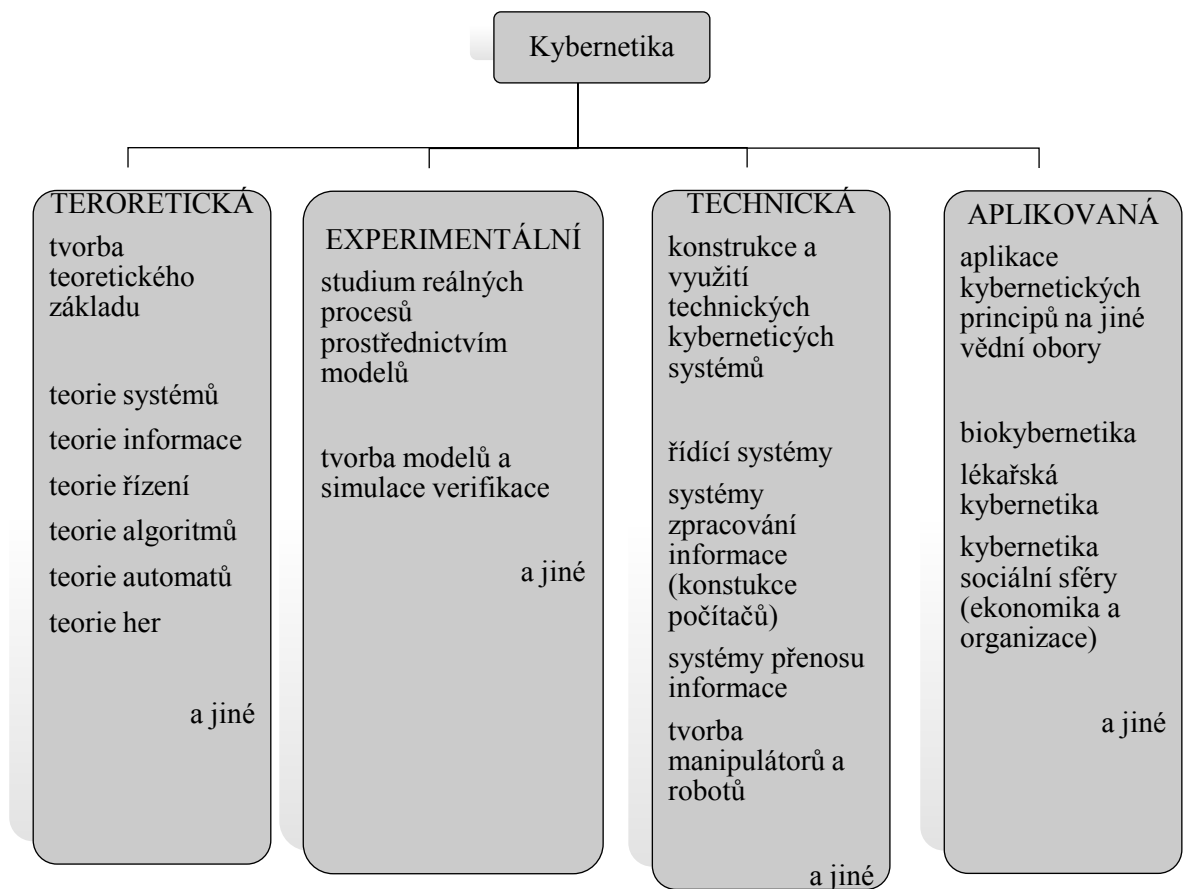 Kybernetika
TERORETICKÁ
tvorba
teoretického
základu
teorie systémů
teorie informace
teorie řízení
teorie algoritmů
teorie automatů
teorie her
a jiné
EXPERIMENTÁLNÍ
studium reálných
procesů
prostřednictvím
modelů
tvorba modelů a
simulace verifikace
a jiné
TECHNICKÁ
konstrukce a
využití
technických
kyberneticých
systémů
řídící systémy
systémy
zpracování
informace
(konstukce
počítačů)
systémy přenosu
informace
tvorba
manipulátorů a
robotů
a jiné
APLIKOVANÁ
aplikace
kybernetických
principů na jiné
vědní obory
biokybernetika
lékařská
kybernetika
kybernetika
sociální sféry
(ekonomika a
organizace)
a jiné